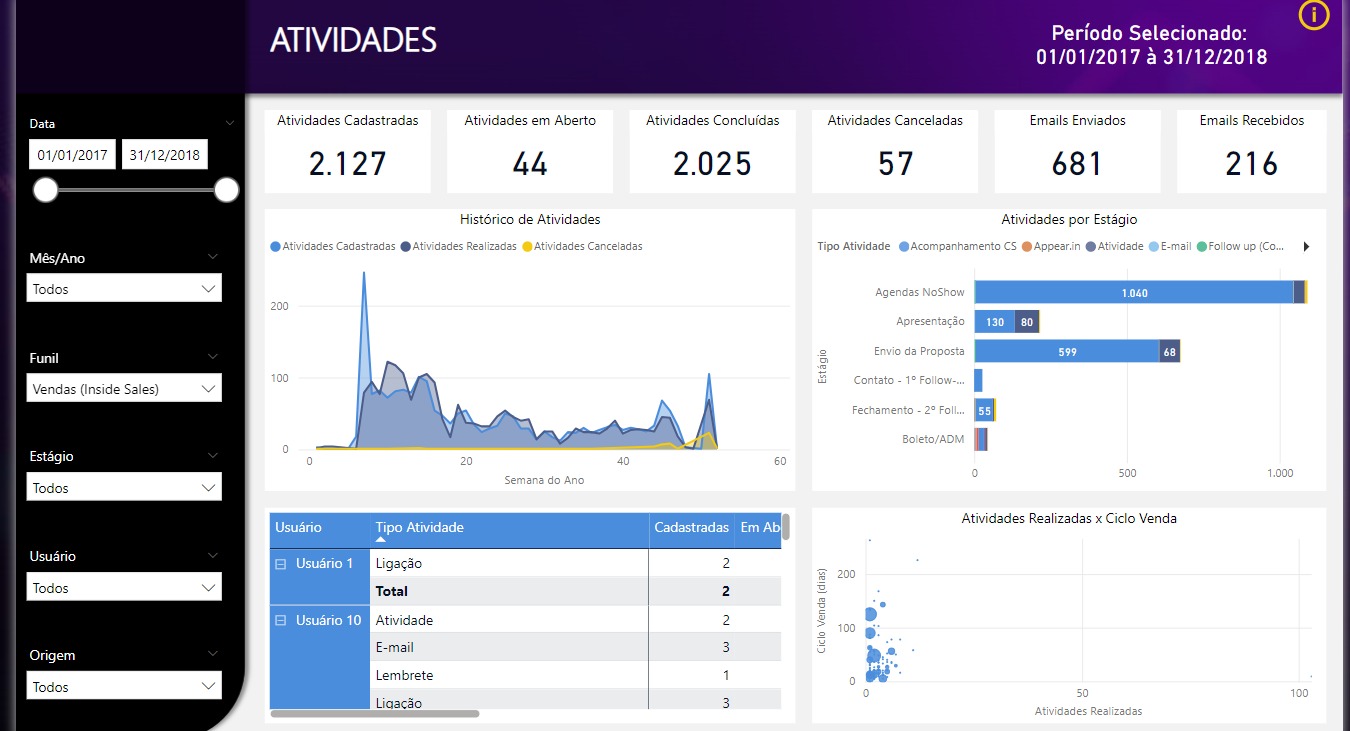 ATIVIDADES
Período Selecionado:
01/01/2017 à 31/12/2018
i
Data
01/01/2017 31/12/2018
Mês/Ano
Todos
Funil
Vendas (Inside Sales)
Estágio
Todos
Usuário
Todos
Origem
Todos
Atividades Cadastradas
2.127
Atividades em Aberto
44
Atividades Concluídas
2.025
Atividades Canceladas
57
Emails Enviados
681
Emails Recebidos
216
Histórico de Atividades
Atividades Cadastradas Atividades Realizadas Atividades Canceladas
200
100
0
0 20 40 60
Semana do Ano
Atividades por Estágio
Tipo Atividade Acompanhamento CS Appear.in Atividade E-mail Follow up (Co...
Estágio
Agendas NoShow 1.040
Apresentação 130 80
Envio da Proposta 599 68
Contato - 1º Follow-...
Fechamento - 2º Foll... 55
Boleto/ADM
0 500 1.000
Usuário Tipo Atividade Cadastradas Em Ab
Usuário 1 Ligação 2
Total 2
Usuário 10 Atividade 2
E-mail 3
Lembrete 1
Ligação 3
Atividades Realizadas x Ciclo Venda
Ciclo Venda (dias)
200
100
0
0 50 100
Atividades Realizadas